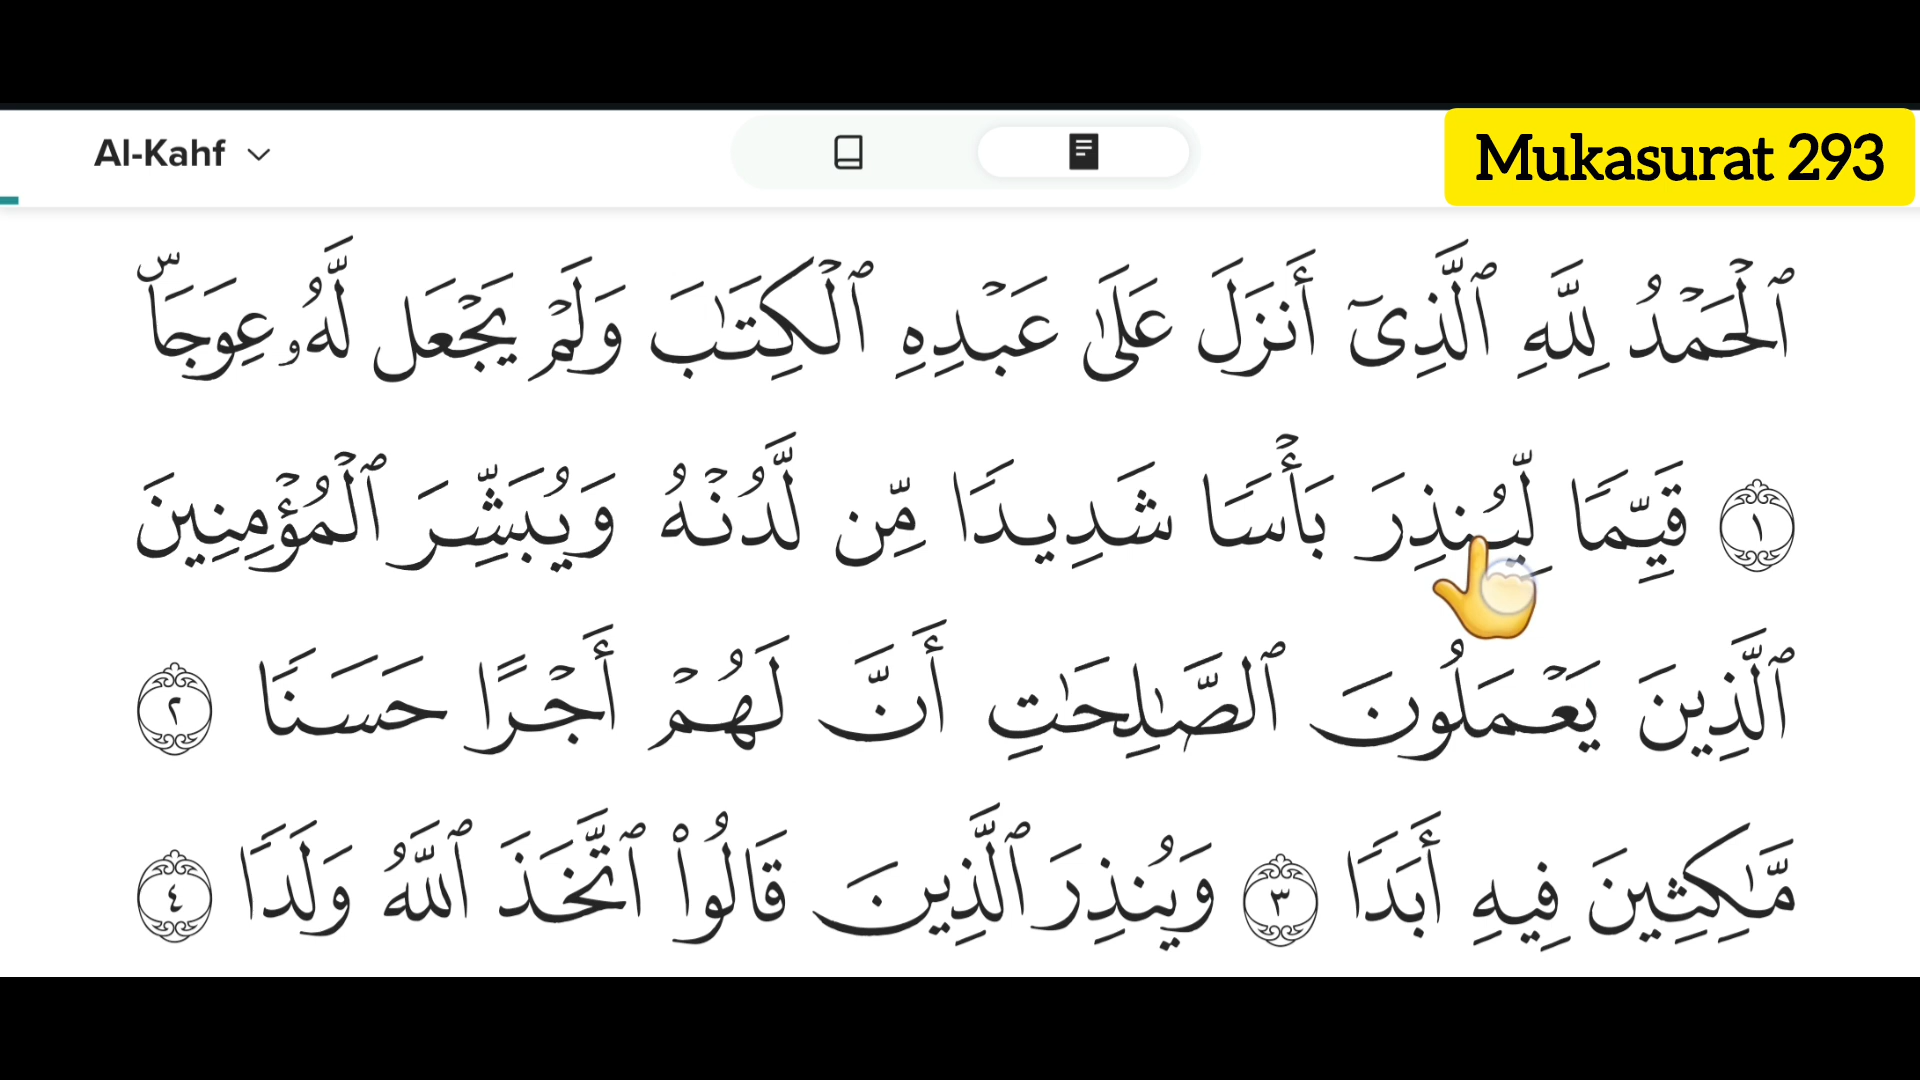 Al-Kahf
Mukasurat 293
ٱلْحَمْدُ لِلَّهِ ٱلَّذِىٓ أَنزَلَ عَلَىٰ عَبْدِهِ ٱلْكِتَـٰبَ وَلَمْ يَجْعَل لَّهُۥ عِوَجَاۜ
١ قَيِّمًا لِّيُنذِرَ بَأْسًا شَدِيدًا مِّن لَّدُنْهُ وَيُبَشِّرَ ٱلْمُؤْمِنِينَ
ٱلَّذِينَ يَعْمَلُونَ ٱلصَّـٰلِحَـٰتِ أَنَّ لَهُمْ أَجْرًا حَسَنًا ٢
مَّـٰكِثِينَ فِيهِ أَبَدًا ٣ وَيُنذِرَ ٱلَّذِينَ قَالُوا۟ ٱتَّخَذَ ٱللَّهُ وَلَدًا ٤